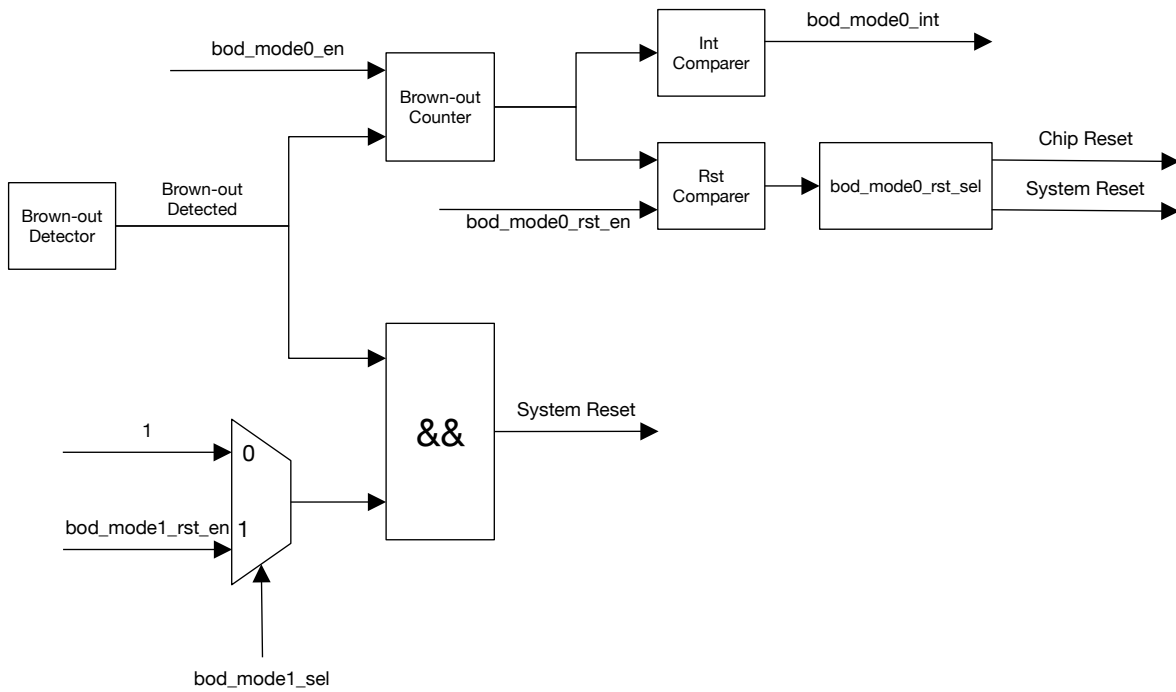 bod_mode0_en
Brown-out
Counter
Int
Comparer
bod_mode0_int
Brown-out
Detector
Brown-out
Detected
bod_mode0_rst_en
Rst
Comparer
bod_mode0_rst_sel
Chip Reset
System Reset
&&
System Reset
1
0
bod_mode1_rst_en
1
bod_mode1_sel